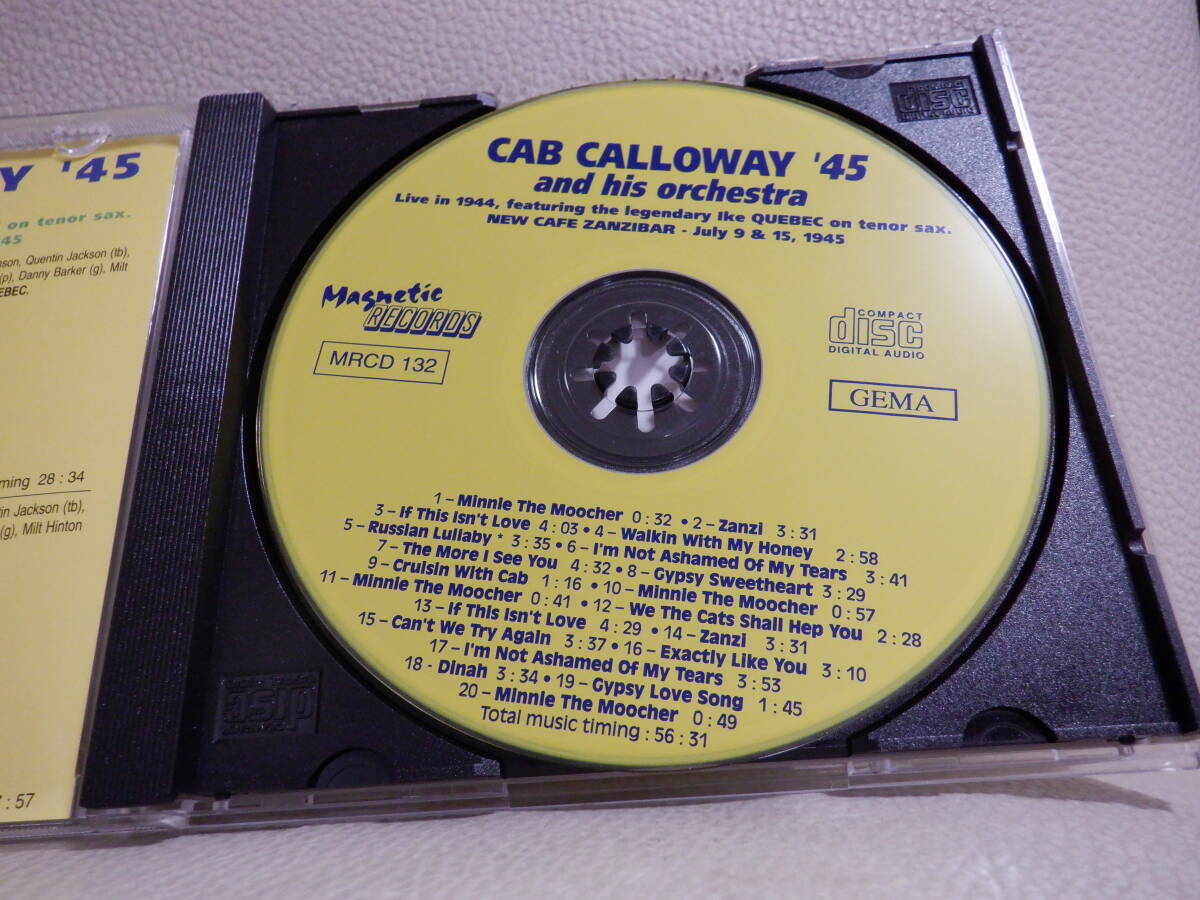 Y '45
on tenor sax.
45
nson, Quentin Jackson (tb),
(p), Danny Barker (g), Milt
EBEC.
ming 28 : 34
tin Jackson (tb),
(g), Milt Hinton
: 57
CAB CALLOWAY '45
and his orchestra
Live in 1944, featuring the legendary Ike QUEBEC on tenor sax.
NEW CAFE ZANZIBAR - July 9 & 15, 1945
Magnetic
RECORDS
MRCD 132
COMPACT
disc
DIGITAL AUDIO
GEMA
1 – Minnie The Moocher 0 : 32 • 2 – Zanzi 3 : 31
3 – If This Isn't Love 4 : 03 • 4 – Walkin With My Honey 2 : 58
5 – Russian Lullaby * 3 : 35 • 6 – I'm Not Ashamed Of My Tears 3 : 41
7 – The More I See You 4 : 32 • 8 – Gypsy Sweetheart 3 : 29
9 – Cruisin With Cab 1 : 16 • 10 – Minnie The Moocher 0 : 57
11 – Minnie The Moocher 0 : 41 • 12 – We The Cats Shall Hep You 2 : 28
13 – If This Isn't Love 4 : 29 • 14 – Zanzi 3 : 31
15 – Can't We Try Again 3 : 37 • 16 – Exactly Like You 3 : 10
17 – I'm Not Ashamed Of My Tears 3 : 53
18 - Dinah 3 : 34 • 19 – Gypsy Love Song 1 : 45
20 – Minnie The Moocher 0 : 49
Total music timing : 56 : 31
disc
disc